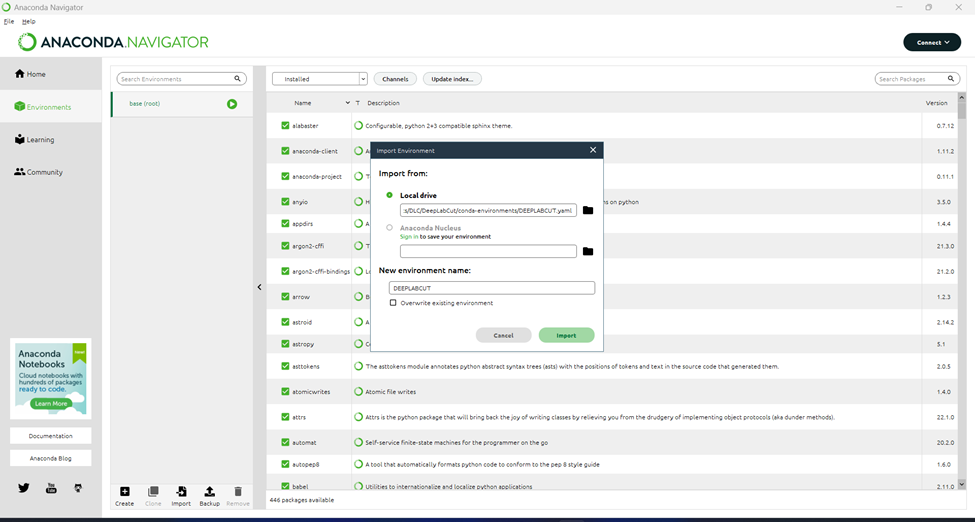 Anaconda Navigator
File Help
ANACONDA.NAVIGATOR
Connect
Home
Environments
Learning
Community
Anaconda
Notebooks
New
Cloud notebooks with
hundreds of packages
ready to code.
Learn More
Documentation
Anaconda Blog
Search Environments
base (root)
Create
Clone
Import
Backup
Remove
Installed
Channels
Update index...
Search Packages
Name T Description Version
alabaster Configurable, python 2+3 compatible sphinx theme. 0.7.12
anaconda-client 1.11.2
anaconda-project 0.11.1
anyio on python 3.5.0
appdirs 1.4.4
argon2-cffi 21.3.0
argon2-cffi-bindings 21.2.0
arrow 1.2.3
astroid 2.14.2
astropy 5.1
asttokens The asttokens module annotates python abstract syntax trees (asts) with the positions of tokens and text in the source code that generated them. 2.0.5
atomicwrites Atomic file writes 1.4.0
attrs Attrs is the python package that will bring back the joy of writing classes by relieving you from the drudgery of implementing object protocols (aka dunder methods). 22.1.0
automat Self-service finite-state machines for the programmer on the go 20.2.0
autopep8 A tool that automatically formats python code to conform to the pep 8 style guide 1.6.0
babel Utilities to internationalize and localize python applications 2.11.0
446 packages available
Import Environment
Import from:
Local drive
:s/DLC/DeepLabCut/conda-environments/DEEPLABCUT.yaml
Anaconda Nucleus
Sign in to save your environment
New environment name:
DEEPLABCUT
Overwrite existing environment
Cancel
Import